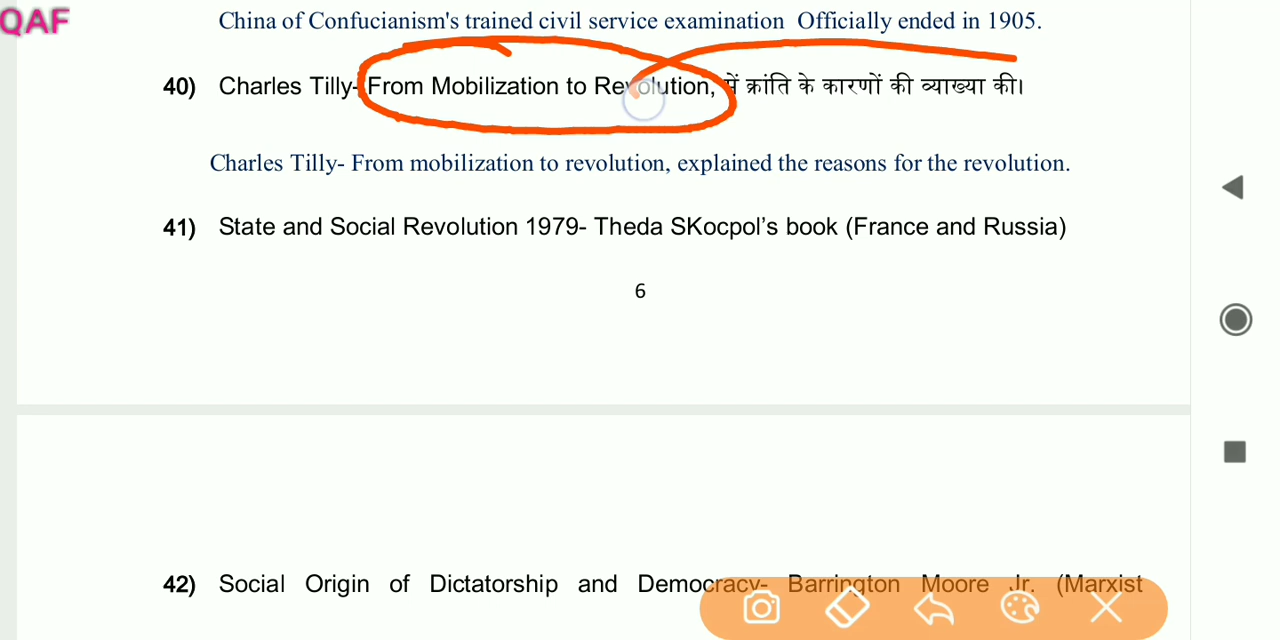 QAF
China of Confucianism's trained civil service examination Officially ended in 1905.
40) Charles Tilly- From Mobilization to Revolution, में क्रांति के कारणों की व्याख्या की।
Charles Tilly- From mobilization to revolution, explained the reasons for the revolution.
41) State and Social Revolution 1979- Theda SKocpol's book (France and Russia)
6
42) Social Origin of Dictatorship and Democracy- Barrington Moore Jr. (Marxist